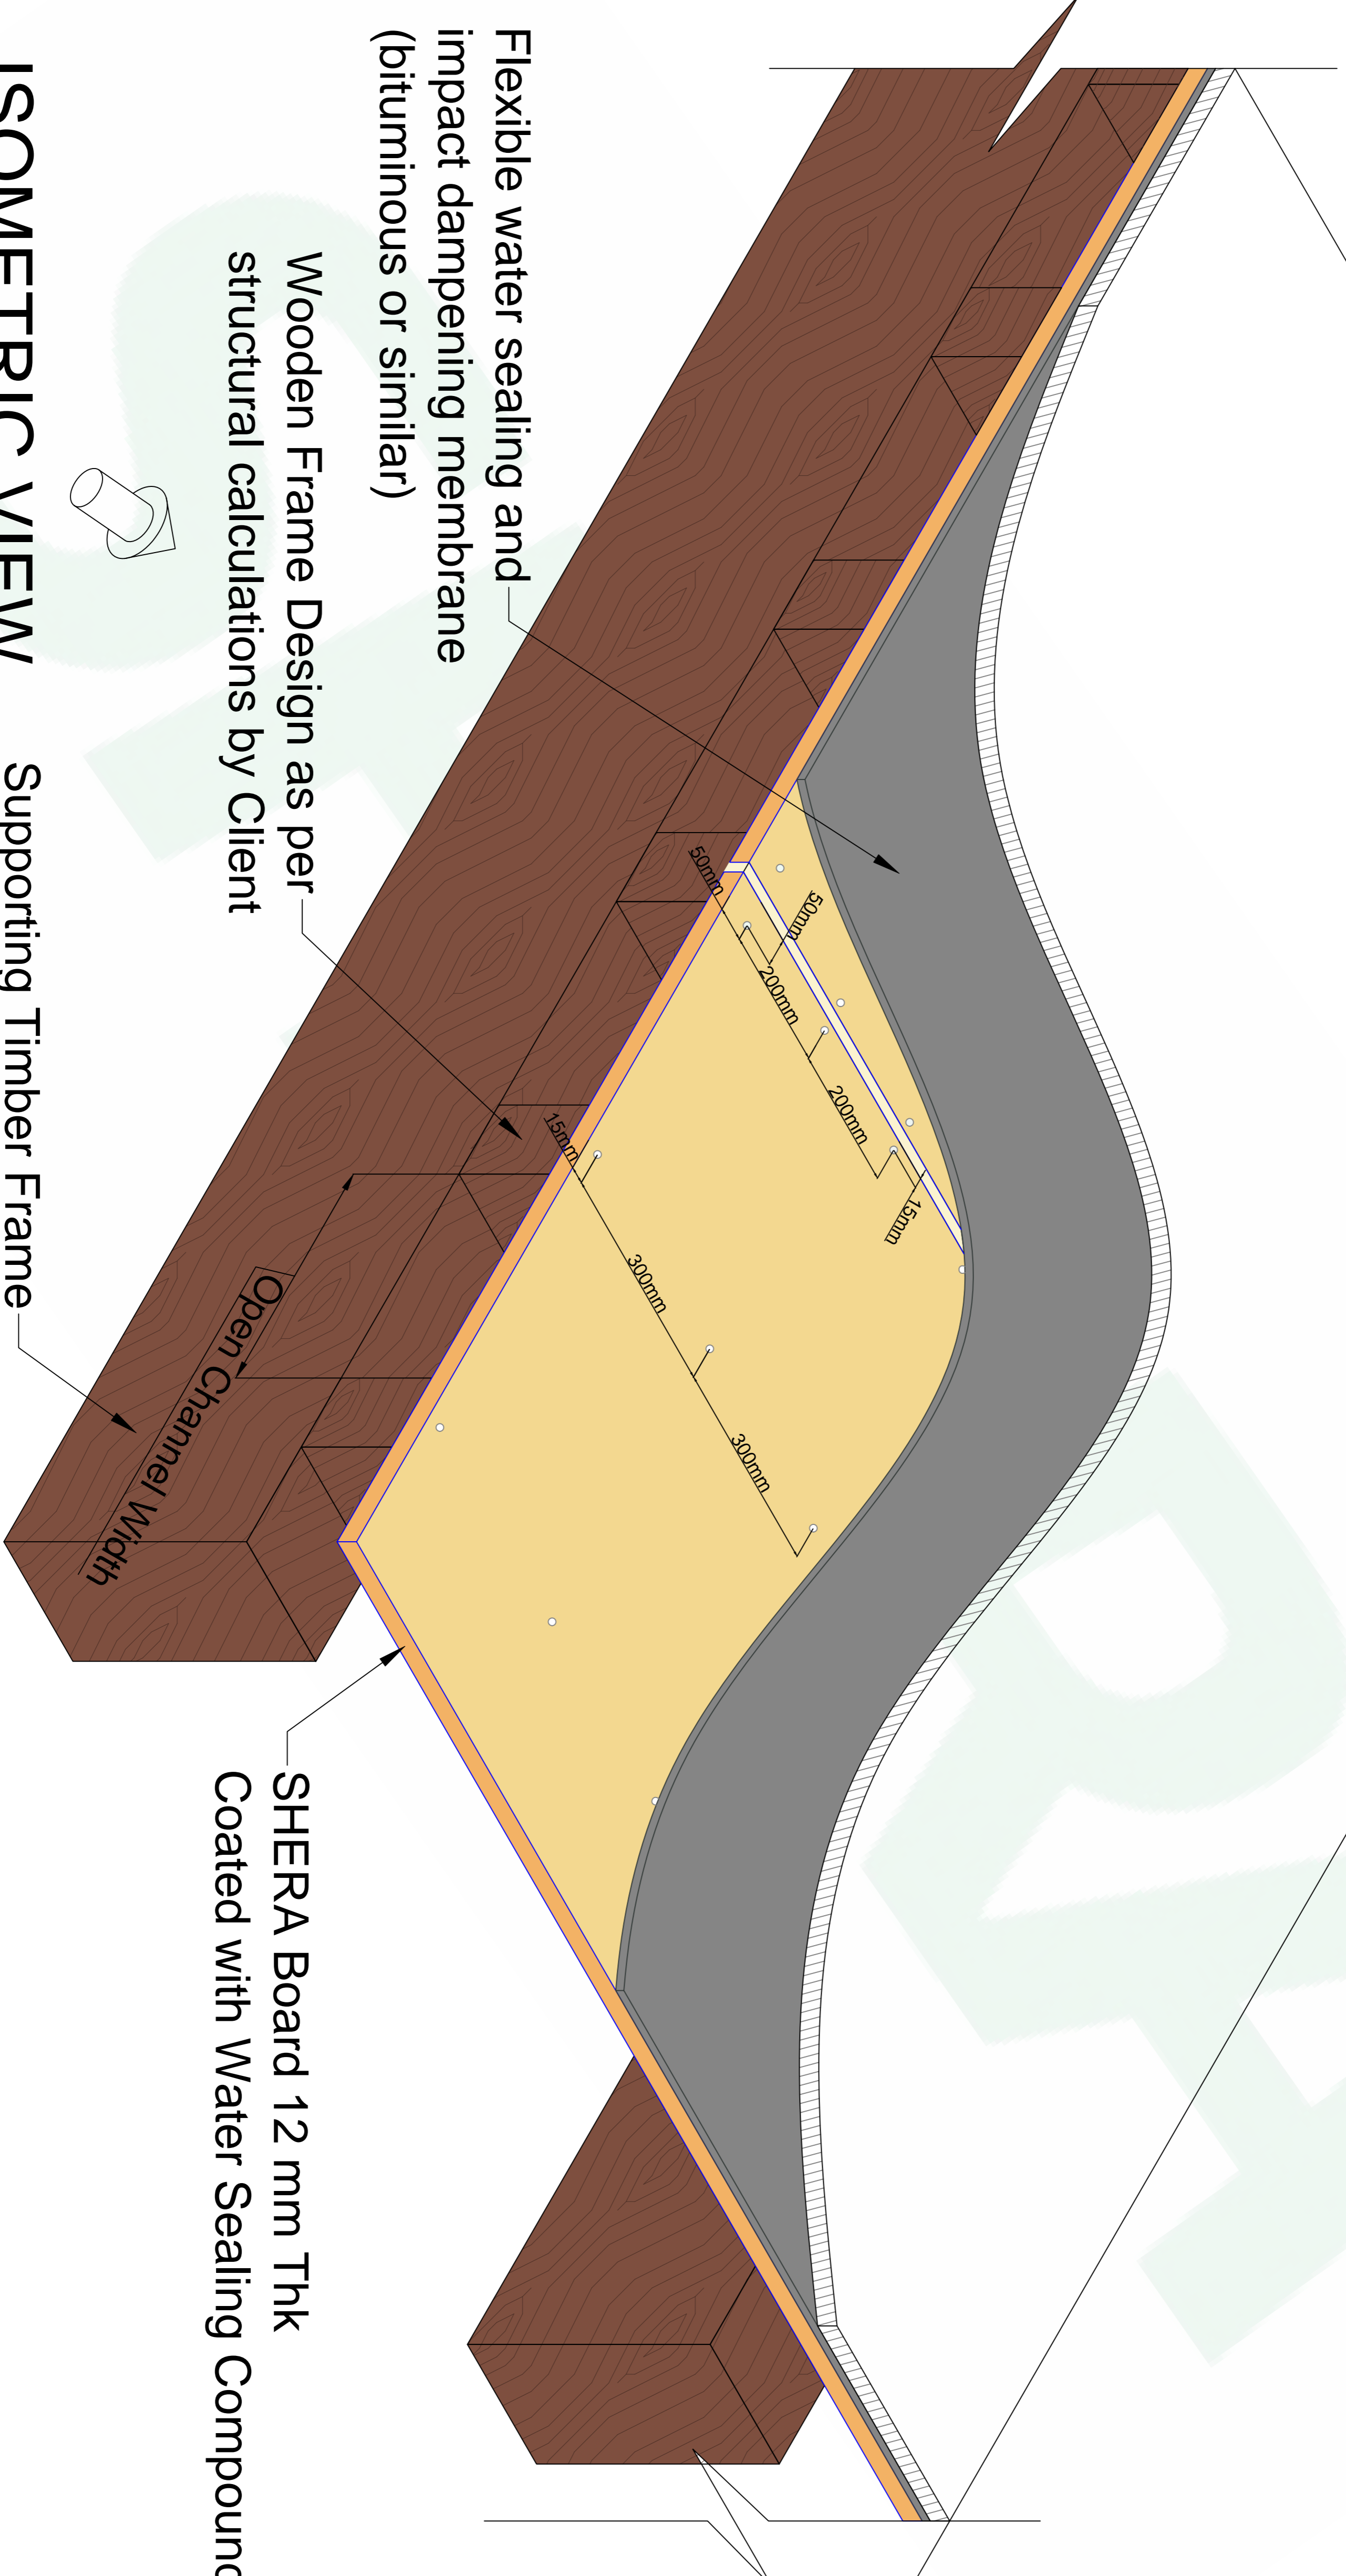 Flexible water sealing and
impact dampening membrane
(bituminous or similar)
Wooden Frame Design as per
structural calculations by Client
50mm
50mm
200mm
200mm
15mm
15mm
300mm
300mm
Open Channel Width
SHERA Board 12 mm Thk
Coated with Water Sealing Compound
Supporting Timber Frame
ISOMETRIC VIEW